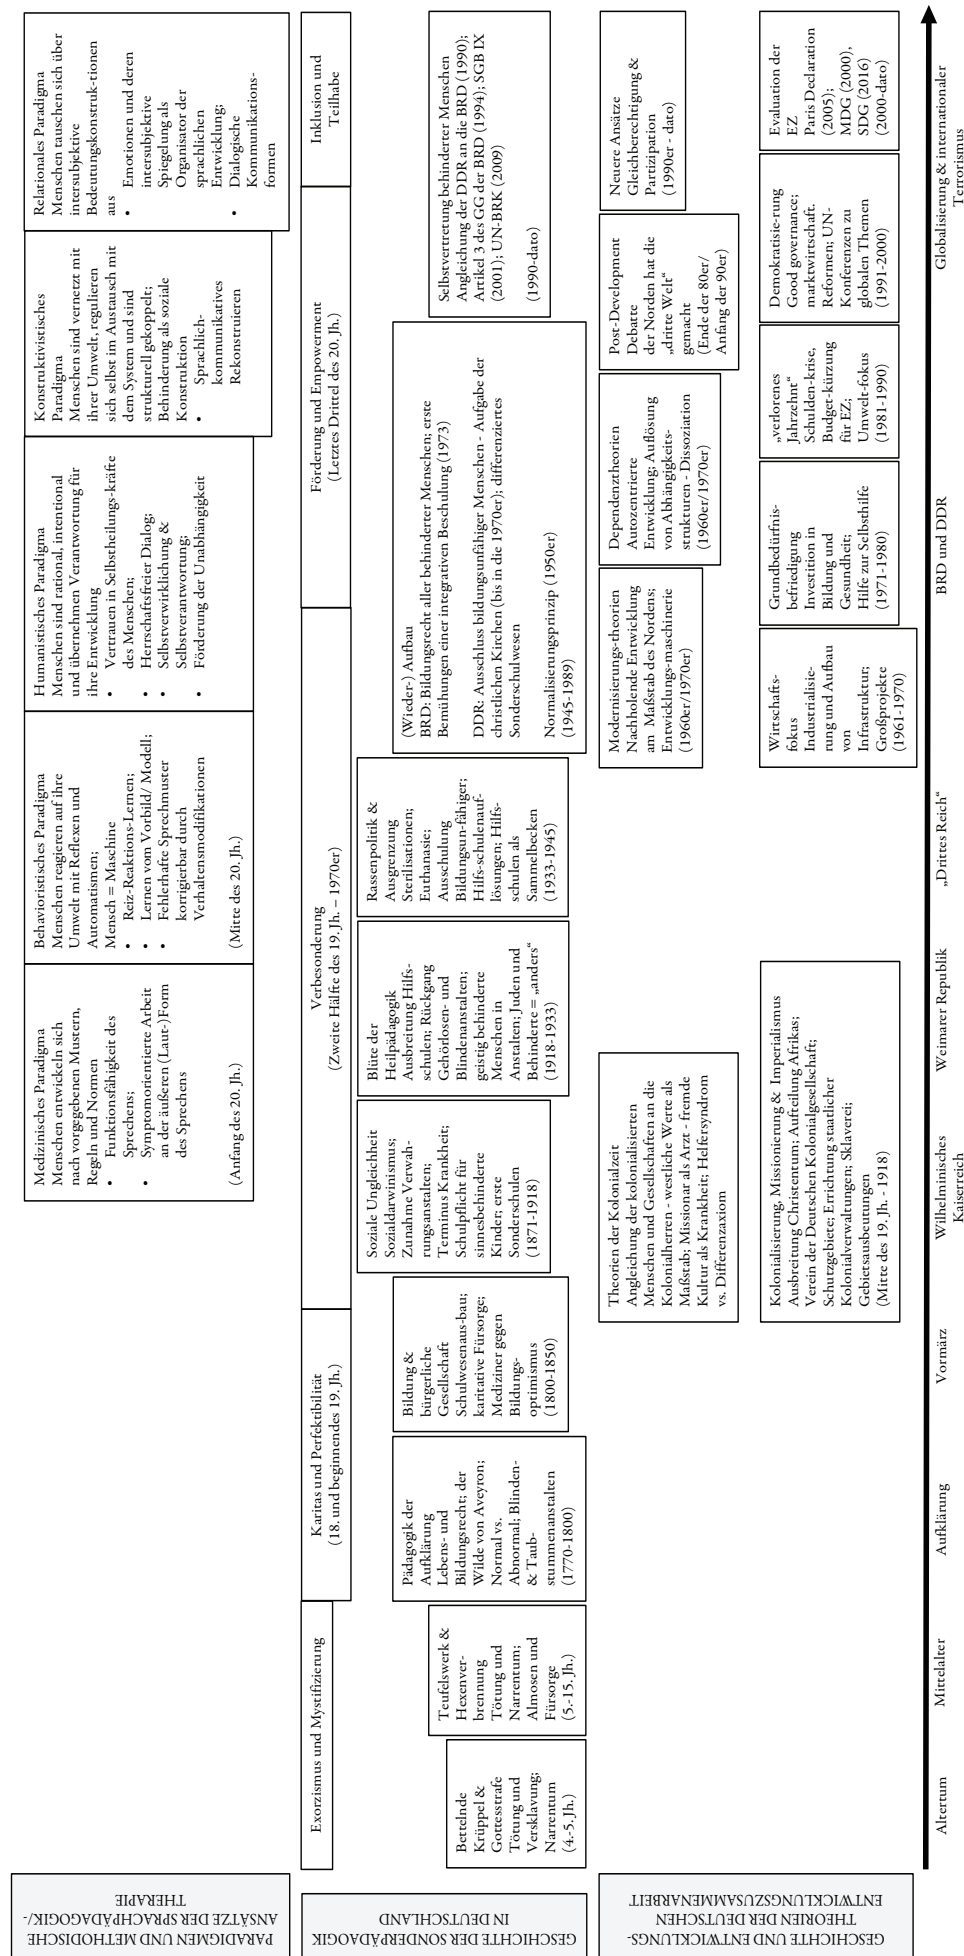 PARADIGMEN UND METHODISCHE
ANSÄTZE DER SPRACHPÄDAGOGIK/-
THERAPIE
Medizinisches Paradigma
Menschen entwickeln sich
nach vorgegebenen Mustern,
Regeln und Normen
• Funktionsfähigkeit des
Sprechens;
• Symptomorientierte Arbeit
an der äußeren (Laut-)Form
des Sprechens
(Anfang des 20. Jh.)
Behavioristisches Paradigma
Menschen reagieren auf ihre
Umwelt mit Reflexen und
Automatismen;
Mensch = Maschine
• Reiz-Reaktions-Lernen;
• Lernen vom Vorbild/ Modell;
• Fehlerhafte Sprechmuster
korrigierbar durch
Verhaltensmodifikationen
(Mitte des 20. Jh.)
Humanistisches Paradigma
Menschen sind rational, intentional
und übernehmen Verantwortung für
ihre Entwicklung
• Vertrauen in Selbstheilungs-kräfte
des Menschen;
• Herrschaftsfreier Dialog;
• Selbstverwirklichung &
Selbstverantwortung;
• Förderung der Unabhängigkeit
Konstruktivistisches
Paradigma
Menschen sind vernetzt mit
ihrer Umwelt, regulieren
sich selbst im Austausch mit
dem System und sind
strukturell gekoppelt;
Behinderung als soziale
Konstruktion
• Sprachlich-
kommunikatives
Rekonstruieren
Relationales Paradigma
Menschen tauschen sich über
intersubjektive
Bedeutungskonstruk-tionen
aus
• Emotionen und deren
intersubjektive
Spiegelung als
Organisator der
sprachlichen
Entwicklung;
• Dialogische
Kommunikations-
formen
GESCHICHTE DER SONDERPÄDAGOGIK
IN DEUTSCHLAND
Exorzismus und Mystifizierung
Karitas und Perfektibilität
(18. und beginnendes 19. Jh.)
Verbesonderung
(Zweite Hälfte des 19. Jh. – 1970er)
Förderung und Empowerment
(Letztes Drittel des 20. Jh.)
Inklusion und
Teilhabe
Bettelnde
Krüppel &
Gottesstrafe
Tötung und
Versklavung;
Narrentum
(4.-5. Jh.)
Teufelswerk &
Hexenver-
brennung
Tötung und
Narrentum;
Almosen und
Fürsorge
(5.-15. Jh.)
Pädagogik der
Aufklärung
Lebens- und
Bildungsrecht; der
Wilde von Aveyron;
Normal vs.
Abnormal; Blinden-
& Taub-
stummenanstalten
(1770-1800)
Bildung &
bürgerliche
Gesellschaft
Schulwesenaus-bau;
karitative Fürsorge;
Mediziner gegen
Bildungs-
optimismus
(1800-1850)
Soziale Ungleichheit
Sozialdarwinismus;
Zunahme Verwah-
rungsanstalten;
Terminus Krankheit;
Schulpflicht für
sinnesbehinderte
Kinder; erste
Sonderschulen
(1871-1918)
Blüte der
Heilpädagogik
Ausbreitung Hilfs-
schulen; Rückgang
Gehörlosen- und
Blindenanstalten;
geistig behinderte
Menschen in
Anstalten; Juden und
Behinderte = „anders“
(1918-1933)
Rassenpolitik &
Ausgrenzung
Sterilisationen;
Euthanasie;
Ausschulung
Bildungsun-fähiger;
Hilfs-schulenauf-
lösungen; Hilfs-
schulen als
Sammelbecken
(1933-1945)
(Wieder-) Aufbau
BRD: Bildungsrecht aller behinderter Menschen; erste
Bemühungen einer integrativen Beschulung (1973)
DDR: Ausschluss bildungsunfähiger Menschen - Aufgabe der
christlichen Kirchen (bis in die 1970er); differenziertes
Sonderschulwesen
Normalisierungsprinzip (1950er)
(1945-1989)
Selbstvertretung behinderter Menschen
Angleichung der DDR an die BRD (1990);
Artikel 3 des GG der BRD (1994); SGB IX
(2001); UN-BRK (2009)
(1990-dato)
GESCHICHTE UND ENTWICKLUNGS-
THEORIEN DER DEUTSCHEN
ENTWICKLUNGSZUSAMMENARBEIT
Theorien der Kolonialzeit
Angleichung der kolonialisierten
Menschen und Gesellschaften an die
Kolonialherren - westliche Werte als
Maßstab; Missionar als Arzt - fremde
Kultur als Krankheit; Helfersyndrom
vs. Differenzaxiom
Modernisierungs-theorien
Nachholende Entwicklung
am Maßstab des Nordens;
Entwicklungs-maschinerie
(1960er/1970er)
Dependenztheorien
Autozentrierte
Entwicklung; Auflösung
von Abhängigkeits-
strukturen - Dissoziation
(1960er/1970er)
Post-Development
Debatte
der Norden hat die
„dritte Welt“
gemacht
(Ende der 80er/
Anfang der 90er)
Neuere Ansätze
Gleichberechtigung &
Partizipation
(1990er - dato)
Kolonialisierung, Missionierung & Imperialismus
Ausbreitung Christentum; Aufteilung Afrikas;
Verein der Deutschen Kolonialgesellschaft;
Schutzgebiete; Errichtung staatlicher
Kolonialverwaltungen; Sklaverei;
Gebietsausbeutungen
(Mitte des 19. Jh. - 1918)
Wirtschafts-
fokus
Industrialisie-
rung und Aufbau
von
Infrastruktur;
Großprojekte
(1961-1970)
Grundbedürfnis-
befriedigung
Investition in
Bildung und
Gesundheit;
Hilfe zur Selbsthilfe
(1971-1980)
„verlorenes
Jahrzehnt“
Schulden-krise,
Budget-kürzung
für EZ;
Umwelt-fokus
(1981-1990)
Demokratisie-rung
Good governance;
marktwirtschaft.
Reformen; UN-
Konferenzen zu
globalen Themen
(1991-2000)
Evaluation der
EZ
Paris Declaration
(2005);
MDG (2000),
SDG (2016)
(2000-dato)
Altertum
Mittelalter
Aufklärung
Vormärz
Wilhelminisches
Kaiserreich
Weimarer Republik
„Drittes Reich“
BRD und DDR
Globalisierung & internationaler
Terrorismus